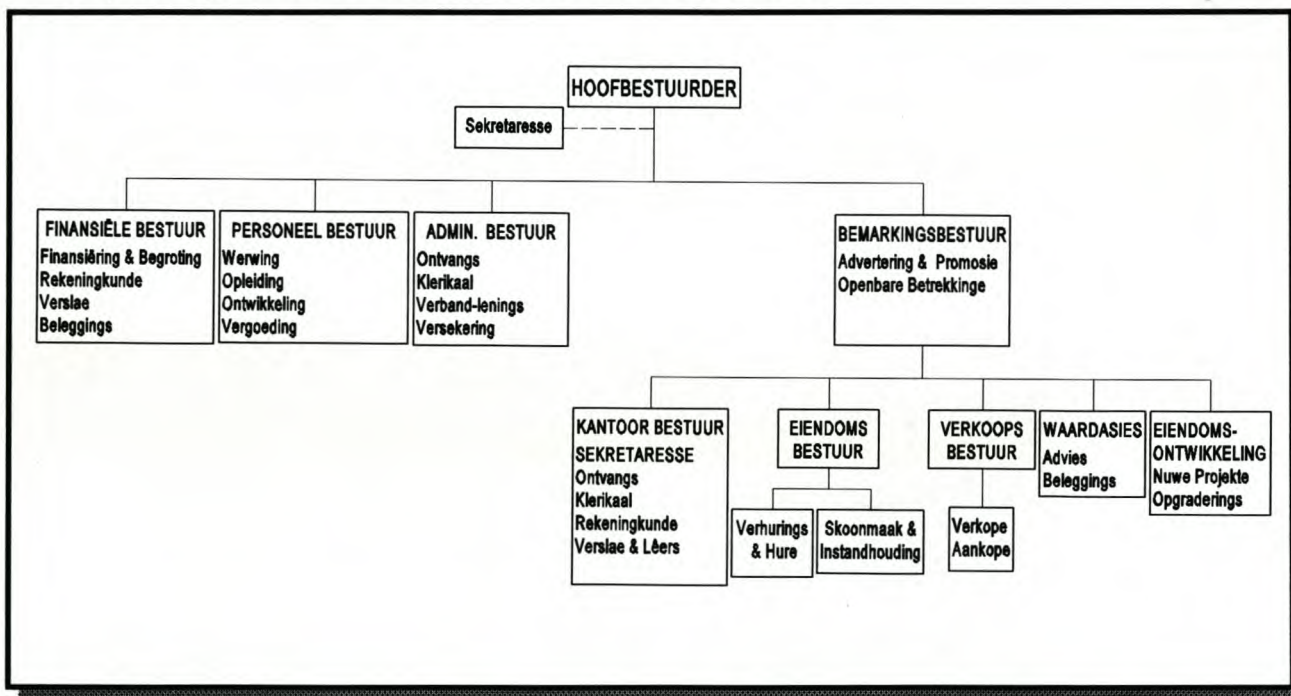 HOOFBESTUURDER
Sekretaresse
FINANSIËLE BESTUUR
Finansiëring & Begroting
Rekeningkunde
Verslae
Beleggings
PERSONEEL BESTUUR
Werwing
Opleiding
Ontwikkeling
Vergoeding
ADMIN. BESTUUR
Ontvangs
Klerikaal
Verband-lenings
Versekering
BEMARKINGSBESTUUR
Advertering & Promosie
Openbare Betrekkinge
KANTOOR BESTUUR
SEKRETARESSE
Ontvangs
Klerikaal
Rekeningkunde
Verslae & Lêers
EIENDOMS
BESTUUR
Verhurings
& Hure
Skoonmaak &
Instandhouding
VERKOOPS
BESTUUR
Verkope
Aankope
WAARDASIES
Advies
Beleggings
EIENDOMS-
ONTWIKKELING
Nuwe Projekte
Opgraderings